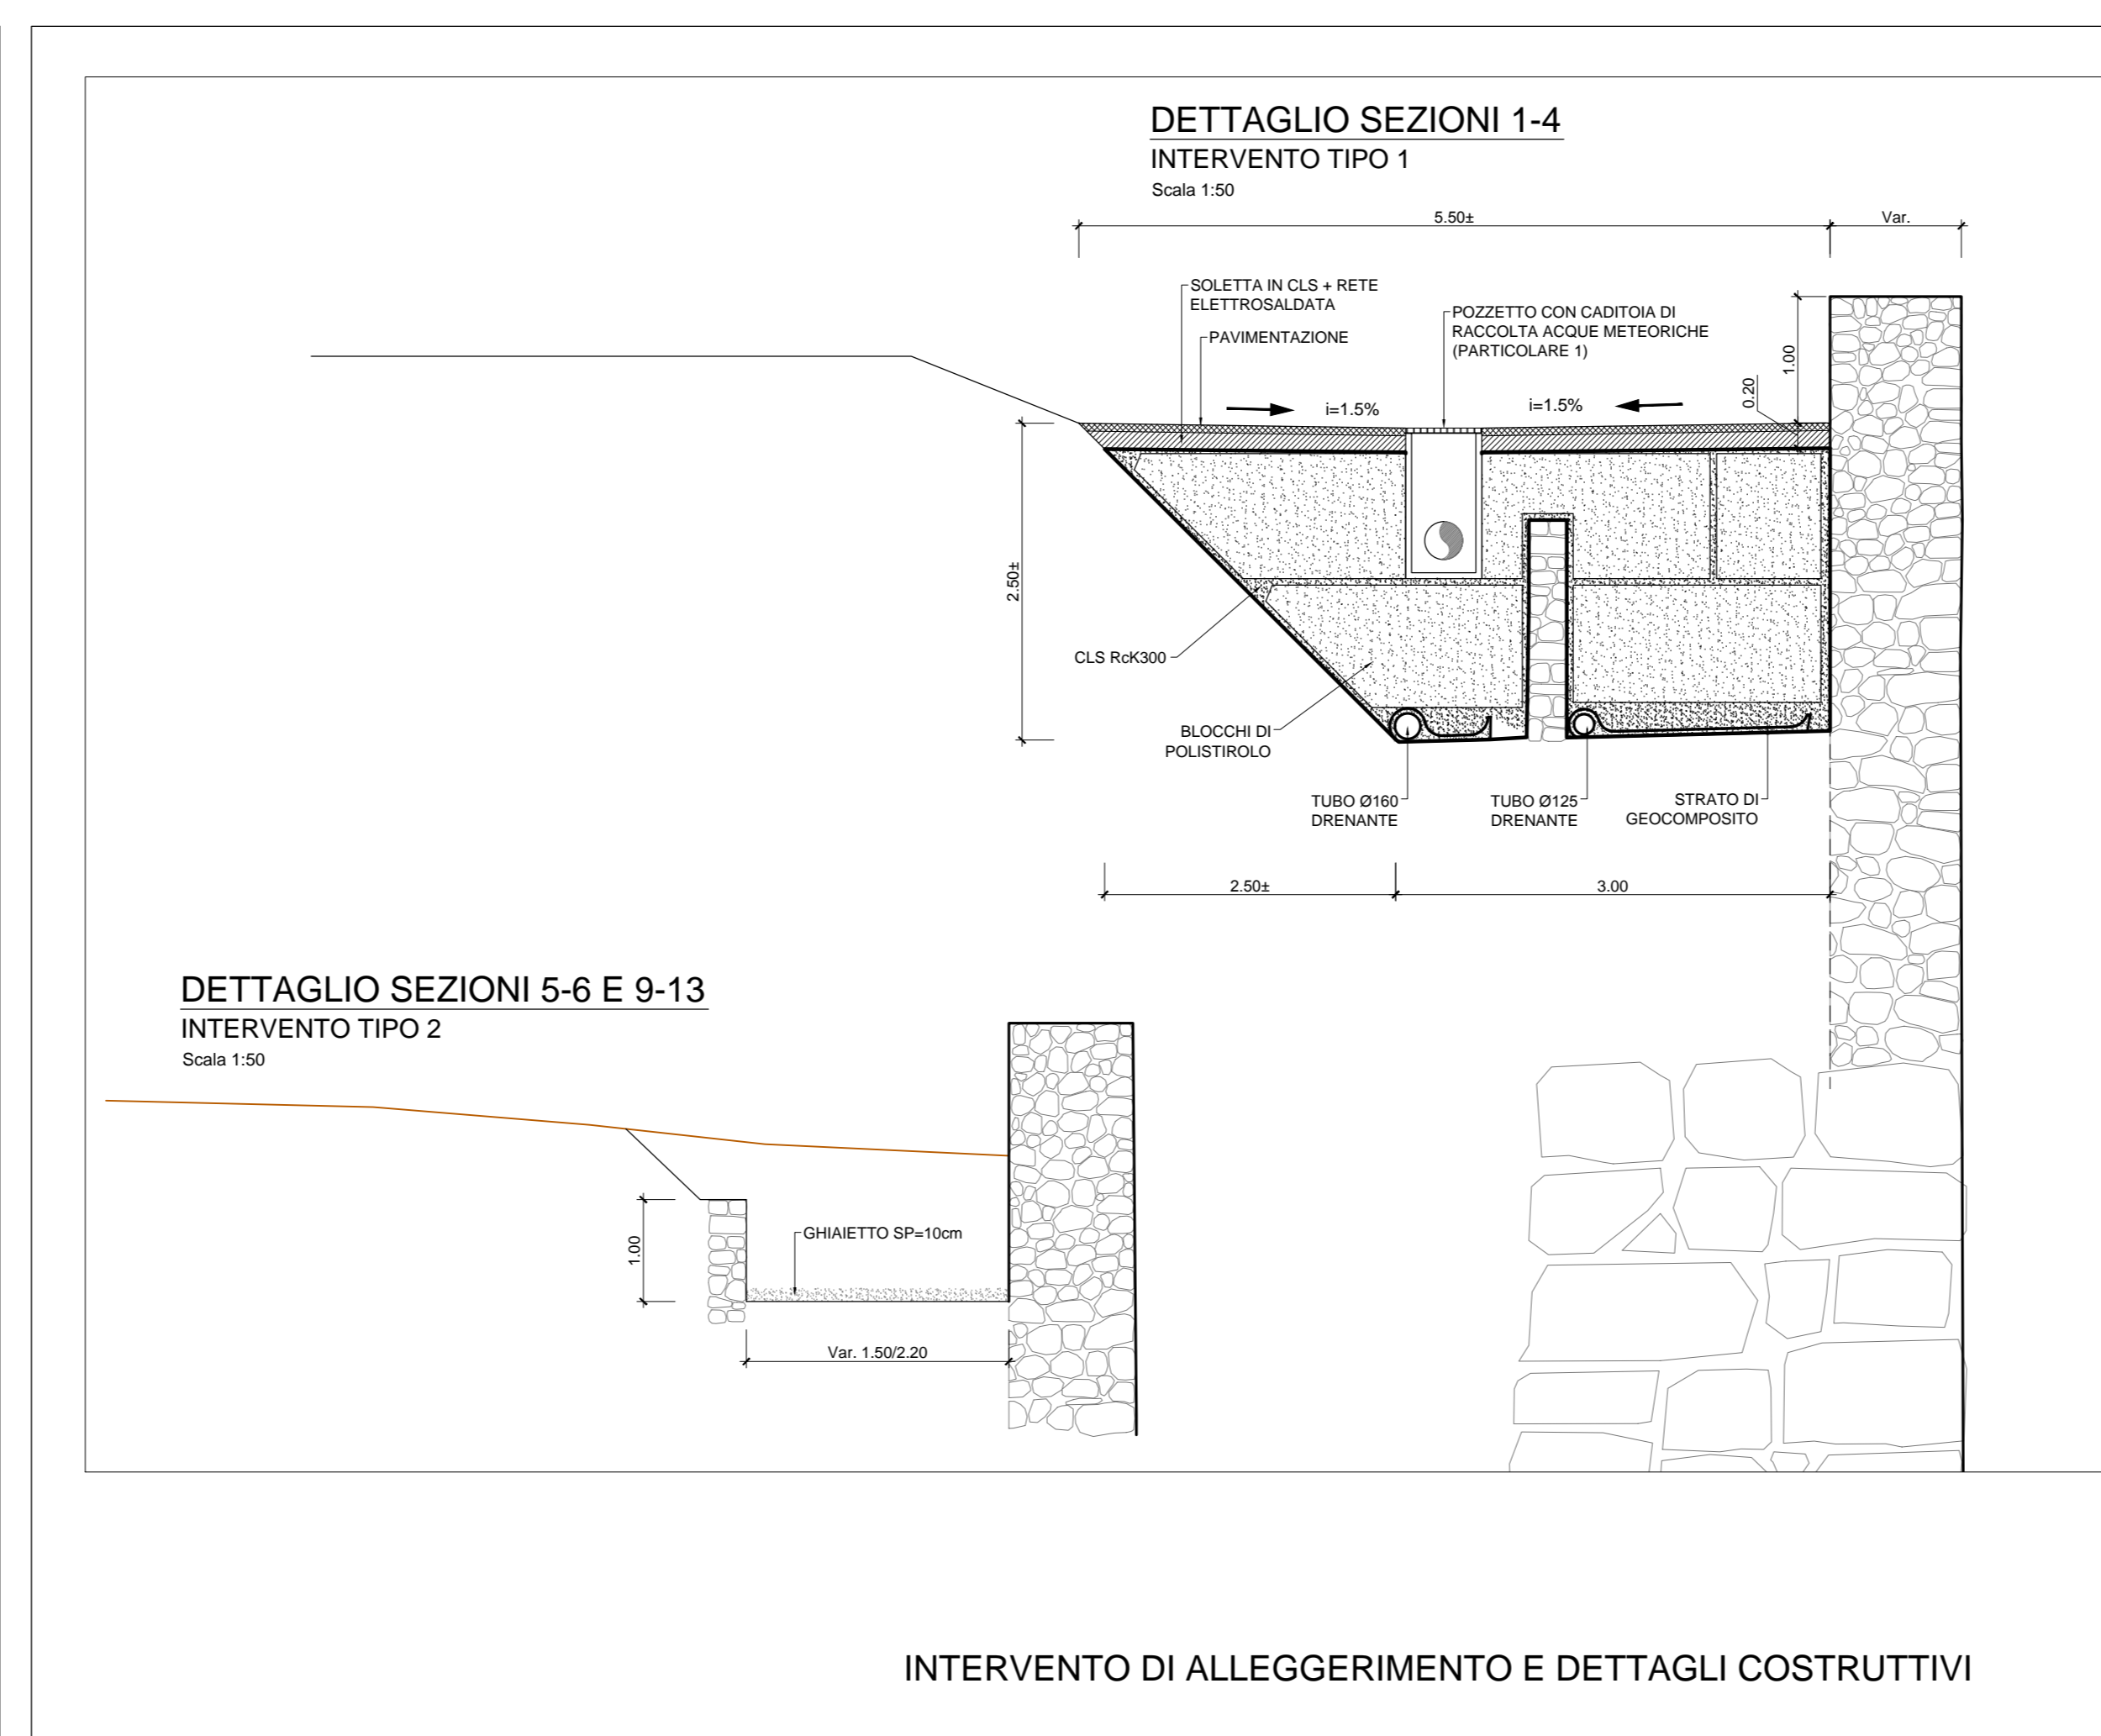 DETTAGLIO SEZIONI 1-4
INTERVENTO TIPO 1
Scala 1:50
5.50±
Var.
SOLETTA IN CLS + RETE
ELETTROSALDATA
PAVIMENTAZIONE
POZZETTO CON CADITOIA DI
RACCOLTA ACQUE METEORICHE
(PARTICOLARE 1)
1.00
0.20
i=1.5%
i=1.5%
2.50±
CLS RcK300
BLOCCHI DI
POLISTIROLO
TUBO Ø160
DRENANTE
TUBO Ø125
DRENANTE
STRATO DI
GEOCOMPOSITO
2.50±
3.00
DETTAGLIO SEZIONI 5-6 E 9-13
INTERVENTO TIPO 2
Scala 1:50
1.00
GHIAIETTO SP=10cm
Var. 1.50/2.20
INTERVENTO DI ALLEGGERIMENTO E DETTAGLI COSTRUTTIVI